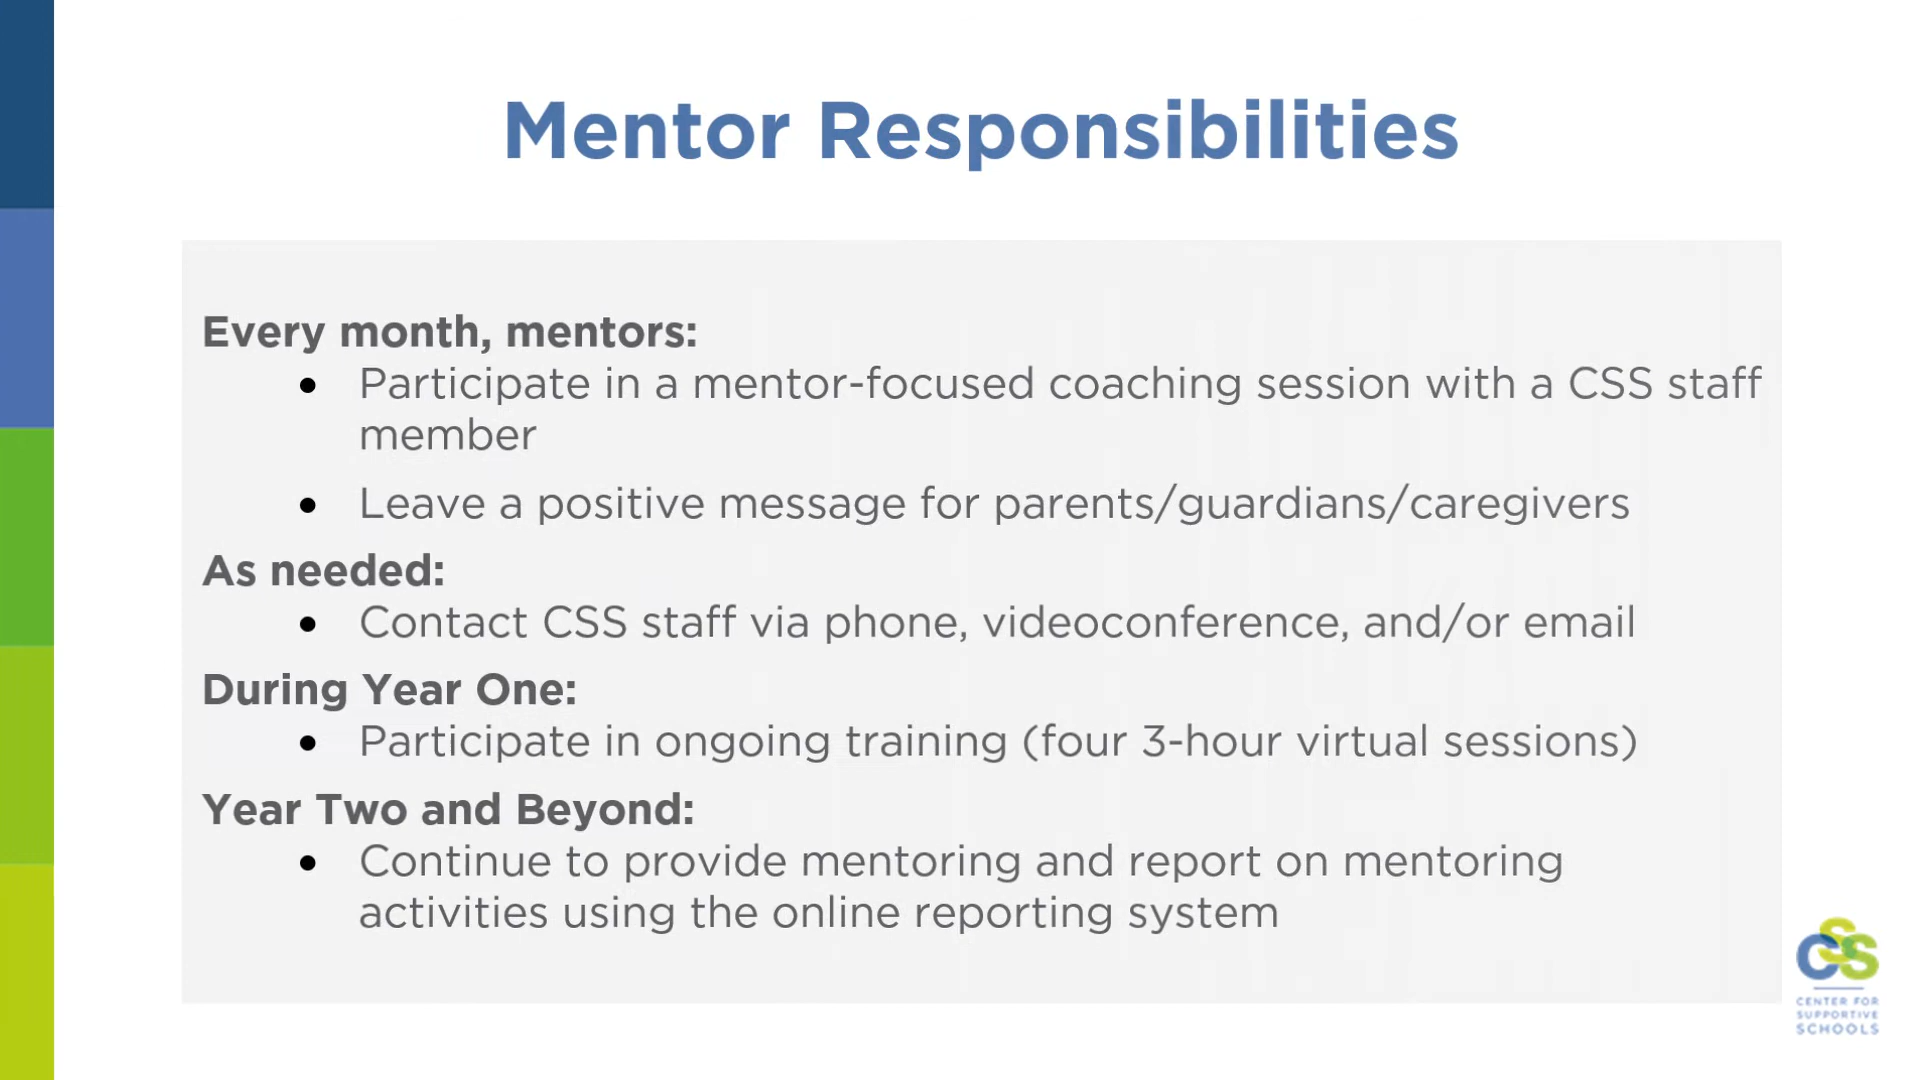 Mentor Responsibilities
Every month, mentors:
● Participate in a mentor-focused coaching session with a CSS staff
member
● Leave a positive message for parents/guardians/caregivers
As needed:
● Contact CSS staff via phone, videoconference, and/or email
During Year One:
● Participate in ongoing training (four 3-hour virtual sessions)
Year Two and Beyond:
● Continue to provide mentoring and report on mentoring
activities using the online reporting system
CSS
CENTER FOR
SUPPORTIVE
SCHOOLS